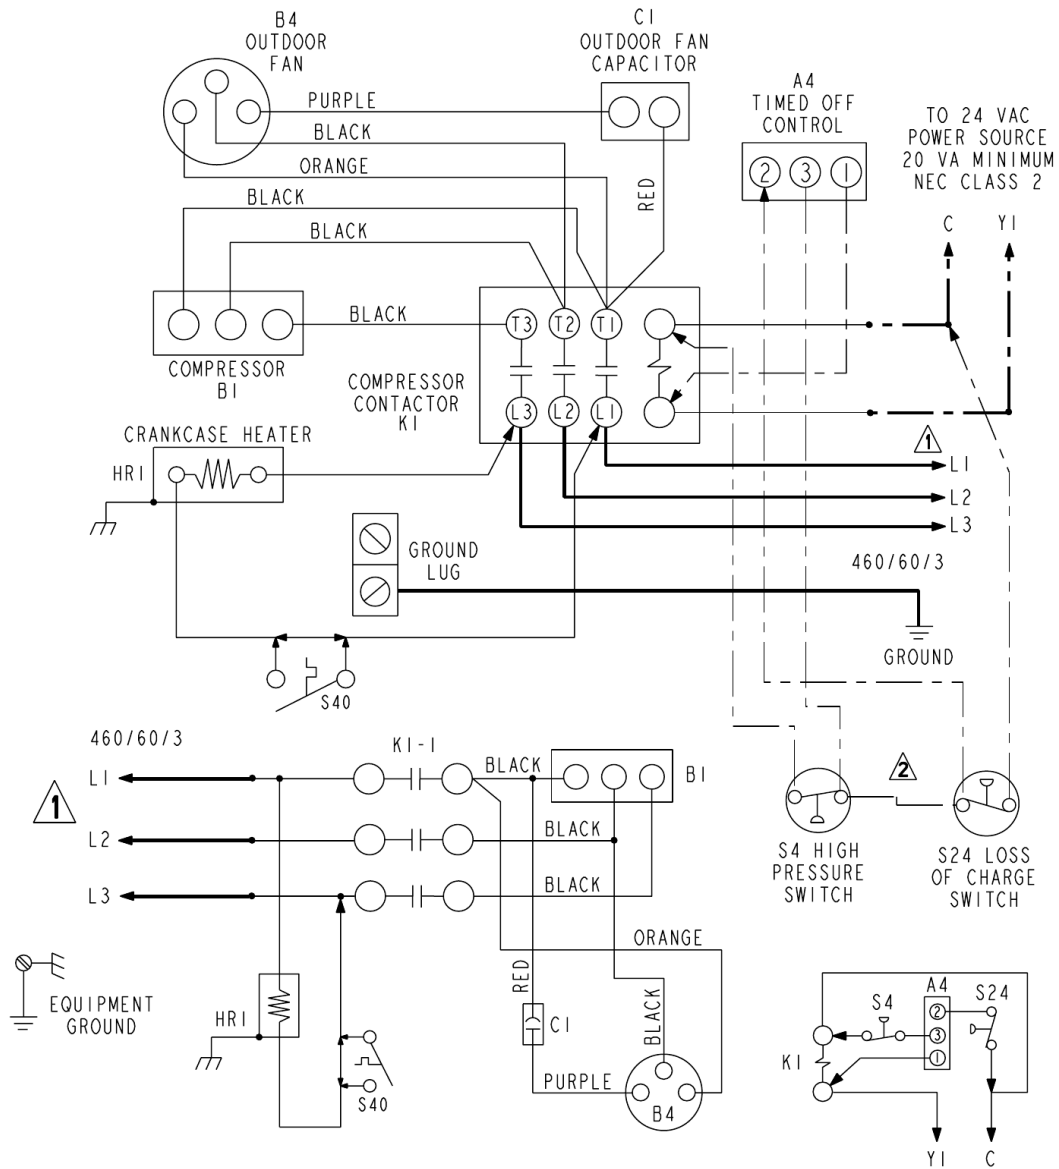 B4
OUTDOOR
FAN
C1
OUTDOOR FAN
CAPACITOR
A4
TIMED OFF
CONTROL
TO 24 VAC
POWER SOURCE
20 VA MINIMUM
NEC CLASS 2
PURPLE
BLACK
ORANGE
RED
2 3 1
C Y1
BLACK
BLACK
BLACK
T3 T2 T1
COMPRESSOR
B1
COMPRESSOR
CONTACTOR
K1
L3 L2 L1
CRANKCASE HEATER
HR1
1
L1
L2
L3
460/60/3
GROUND
LUG
GROUND
S40
460/60/3
K1-1
L1
BLACK
B1
1
2
L2
BLACK
S4 HIGH
PRESSURE
SWITCH
S24 LOSS
OF CHARGE
SWITCH
L3
BLACK
ORANGE
RED
BLACK
EQUIPMENT
GROUND
HR1
C1
S40
PURPLE
B4
A4
S4
S24
2
3
1
K1
Y1 C